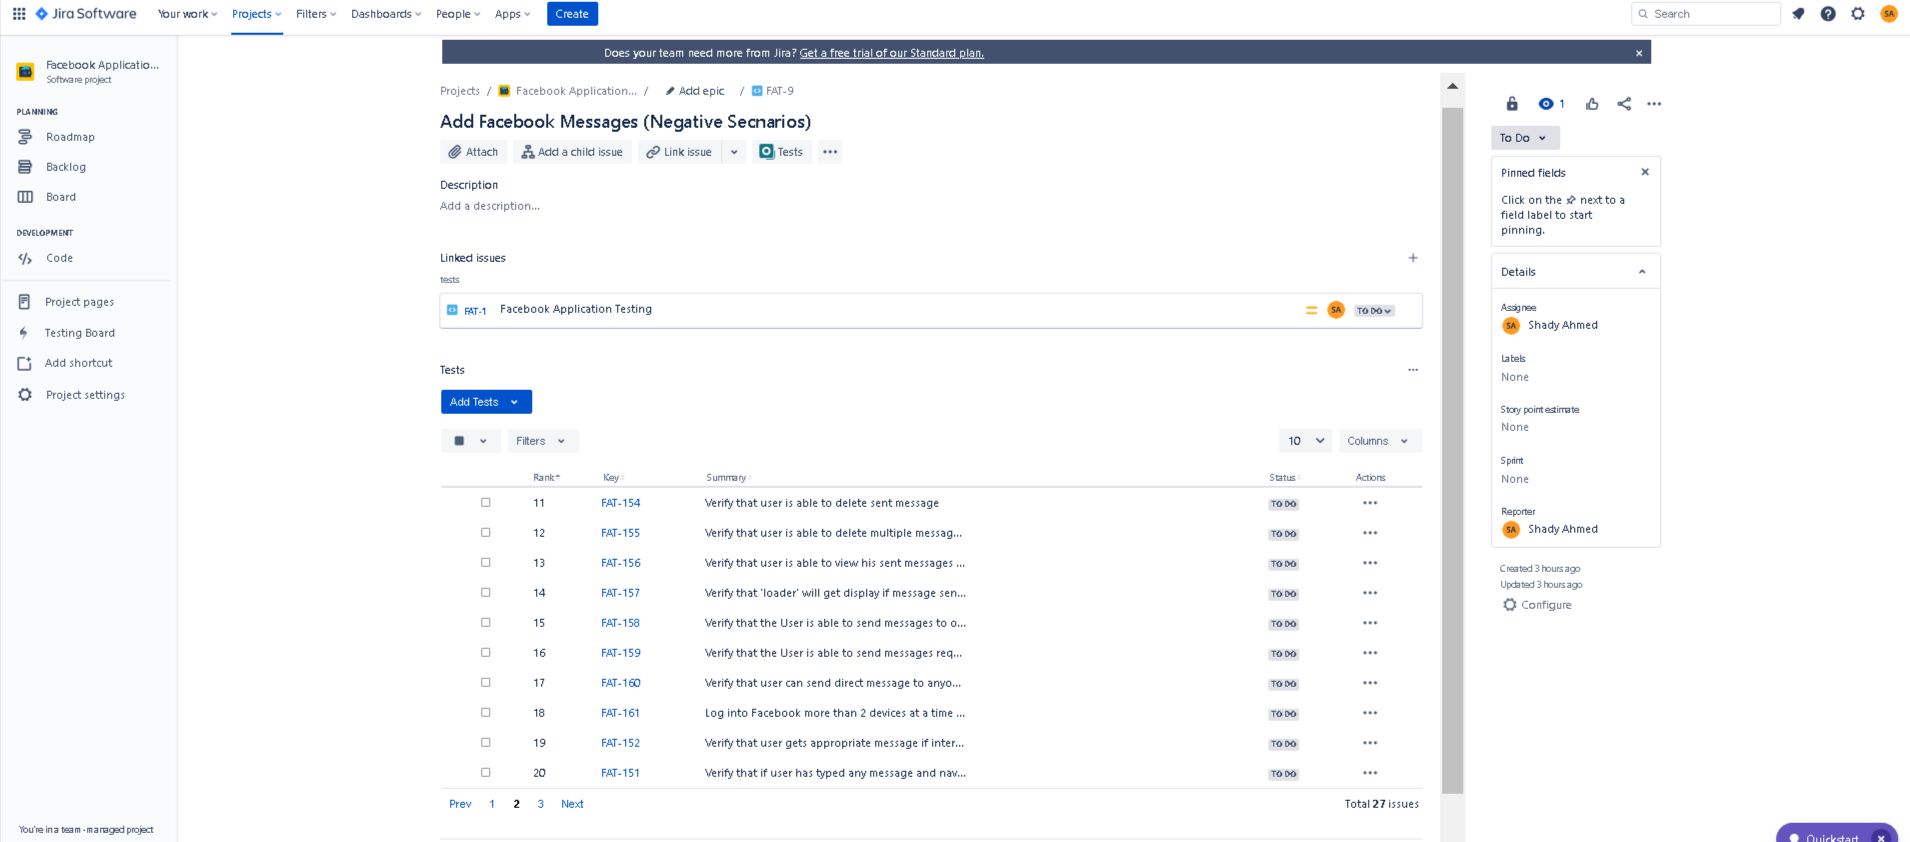 Jira Software Your work Projects Filters Dashboards People Apps Create Search SA
Does your team need more from Jira? Get a free trial of our Standard plan.
Facebook Applicatio...
Software project
PLANNING
Roadmap
Backlog
Board
DEVELOPMENT
Code
Project pages
Testing Board
Add shortcut
Project settings
You're in a team-managed project
Projects / Facebook Application... / Add epic / FAT-9
Add Facebook Messages (Negative Secnarios)
Attach Add a child issue Link issue Tests
Description
Add a description...
Linked issues
tests
FAT-1 Facebook Application Testing SA TO DO
Tests
Add Tests
Filters 10 Columns
Rank Key Summary Status Actions
11 FAT-154 Verify that user is able to delete sent message TO DO
12 FAT-155 Verify that user is able to delete multiple messag... TO DO
13 FAT-156 Verify that user is able to view his sent messages ... TO DO
14 FAT-157 Verify that 'loader' will get display if message sen... TO DO
15 FAT-158 Verify that the User is able to send messages to o... TO DO
16 FAT-159 Verify that the User is able to send messages req... TO DO
17 FAT-160 Verify that user can send direct message to anyo... TO DO
18 FAT-161 Log into Facebook more than 2 devices at a time ... TO DO
19 FAT-152 Verify that user gets appropriate message if inter... TO DO
20 FAT-151 Verify that if user has typed any message and nav... TO DO
Prev 1 2 3 Next Total 27 issues
1
To Do
Pinned fields
Click on the next to a
field label to start
pinning.
Details
Assignee
SA Shady Ahmed
Labels
None
Story point estimate
None
Sprint
None
Reporter
SA Shady Ahmed
Created 3 hours ago
Updated 3 hours ago
Configure
Quickstart